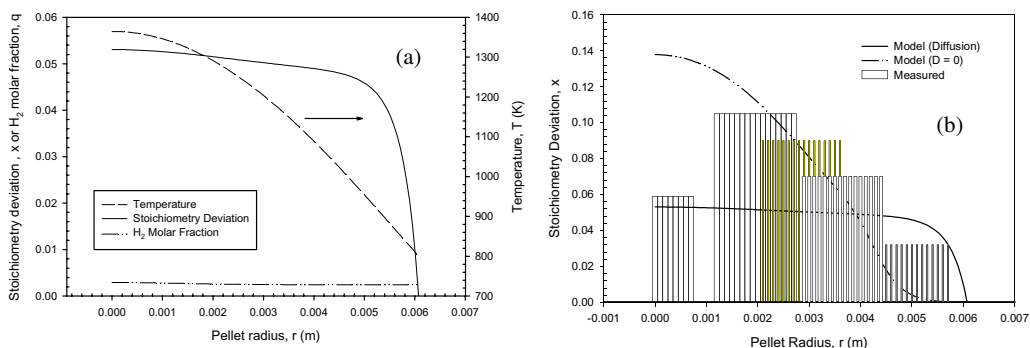 0.06
0.05
0.04
0.03
0.02
0.01
0.00
Stoichiometry deviation , x or H2 molar fraction, q
(a)
Temperature
Stoichiometry Deviation
H2 Molar Fraction
1400
1300
1200
1100
1000
900
800
700
Temperature, T (K)
0.000 0.001 0.002 0.003 0.004 0.005 0.006 0.007
Pellet radius, r (m)
0.16
0.14
0.12
0.10
0.08
0.06
0.04
0.02
0.00
Stoichiometry Deviation, x
Model (Diffusion)
Model (D = 0)
Measured
(b)
-0.001 0.000 0.001 0.002 0.003 0.004 0.005 0.006 0.007
Pellet Radius, r (m)